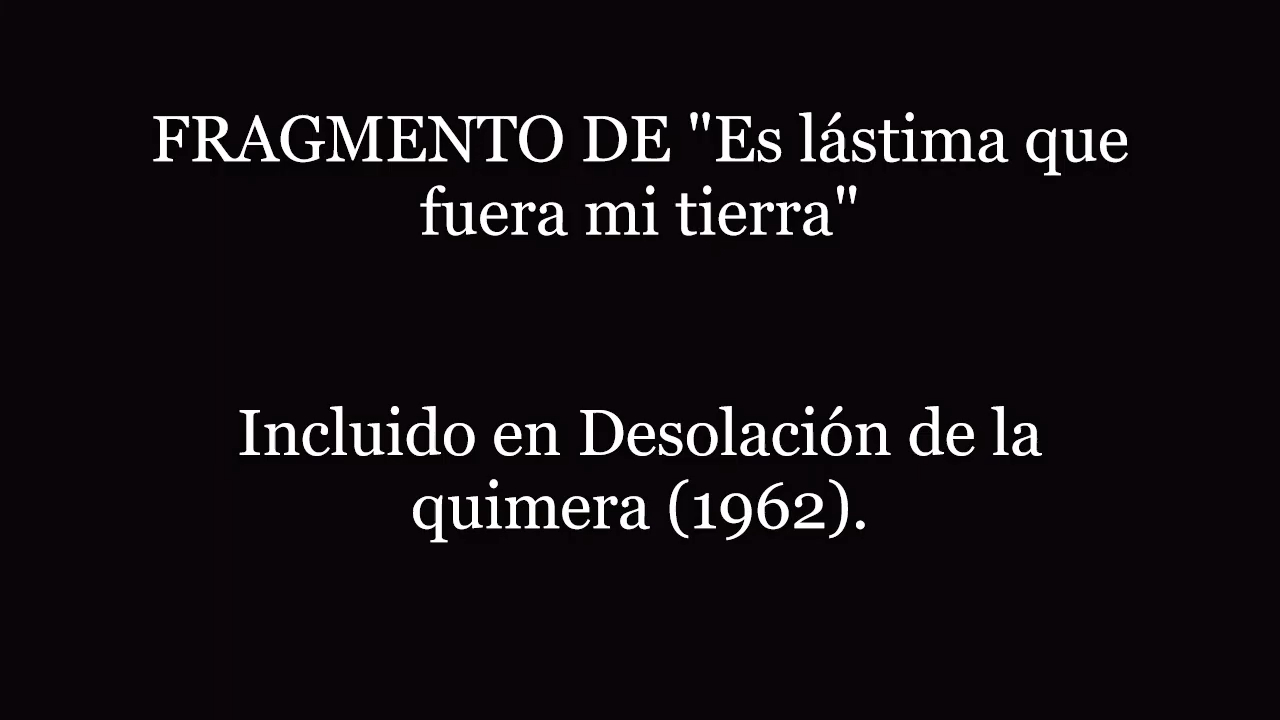 FRAGMENTO DE "Es lástima que
fuera mi tierra"
Incluido en Desolación de la
quimera (1962).